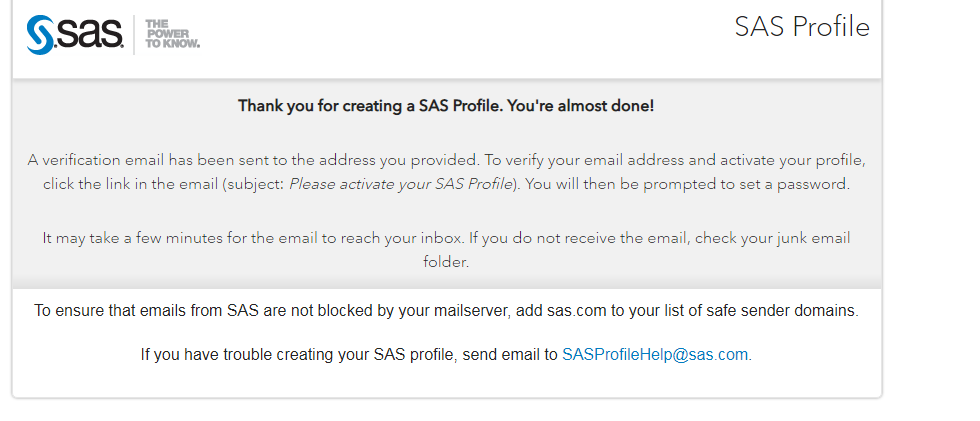 sas
THE
POWER
TO KNOW.
SAS Profile
Thank you for creating a SAS Profile. You're almost done!
A verification email has been sent to the address you provided. To verify your email address and activate your profile,
click the link in the email (subject: Please activate your SAS Profile). You will then be prompted to set a password.
It may take a few minutes for the email to reach your inbox. If you do not receive the email, check your junk email
folder.
To ensure that emails from SAS are not blocked by your mailserver, add sas.com to your list of safe sender domains.
If you have trouble creating your SAS profile, send email to SASProfileHelp@sas.com.